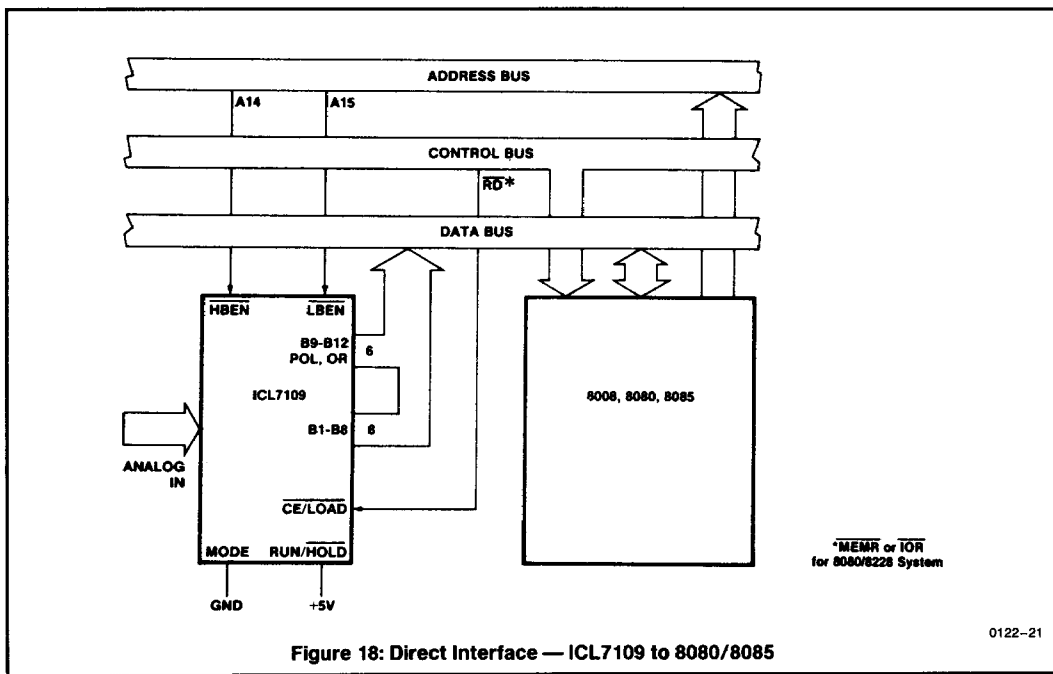 ADDRESS BUS
A14
A15
CONTROL BUS
RD*
DATA BUS
HBEN
LBEN
B9-B12
POL, OR
6
ICL7109
8008, 8080, 8085
B1-B8
8
ANALOG
IN
CE/LOAD
MODE
RUN/HOLD
*MEMR or IOR
for 8080/8228 System
GND
+5V
0122-21
Figure 18: Direct Interface — ICL7109 to 8080/8085